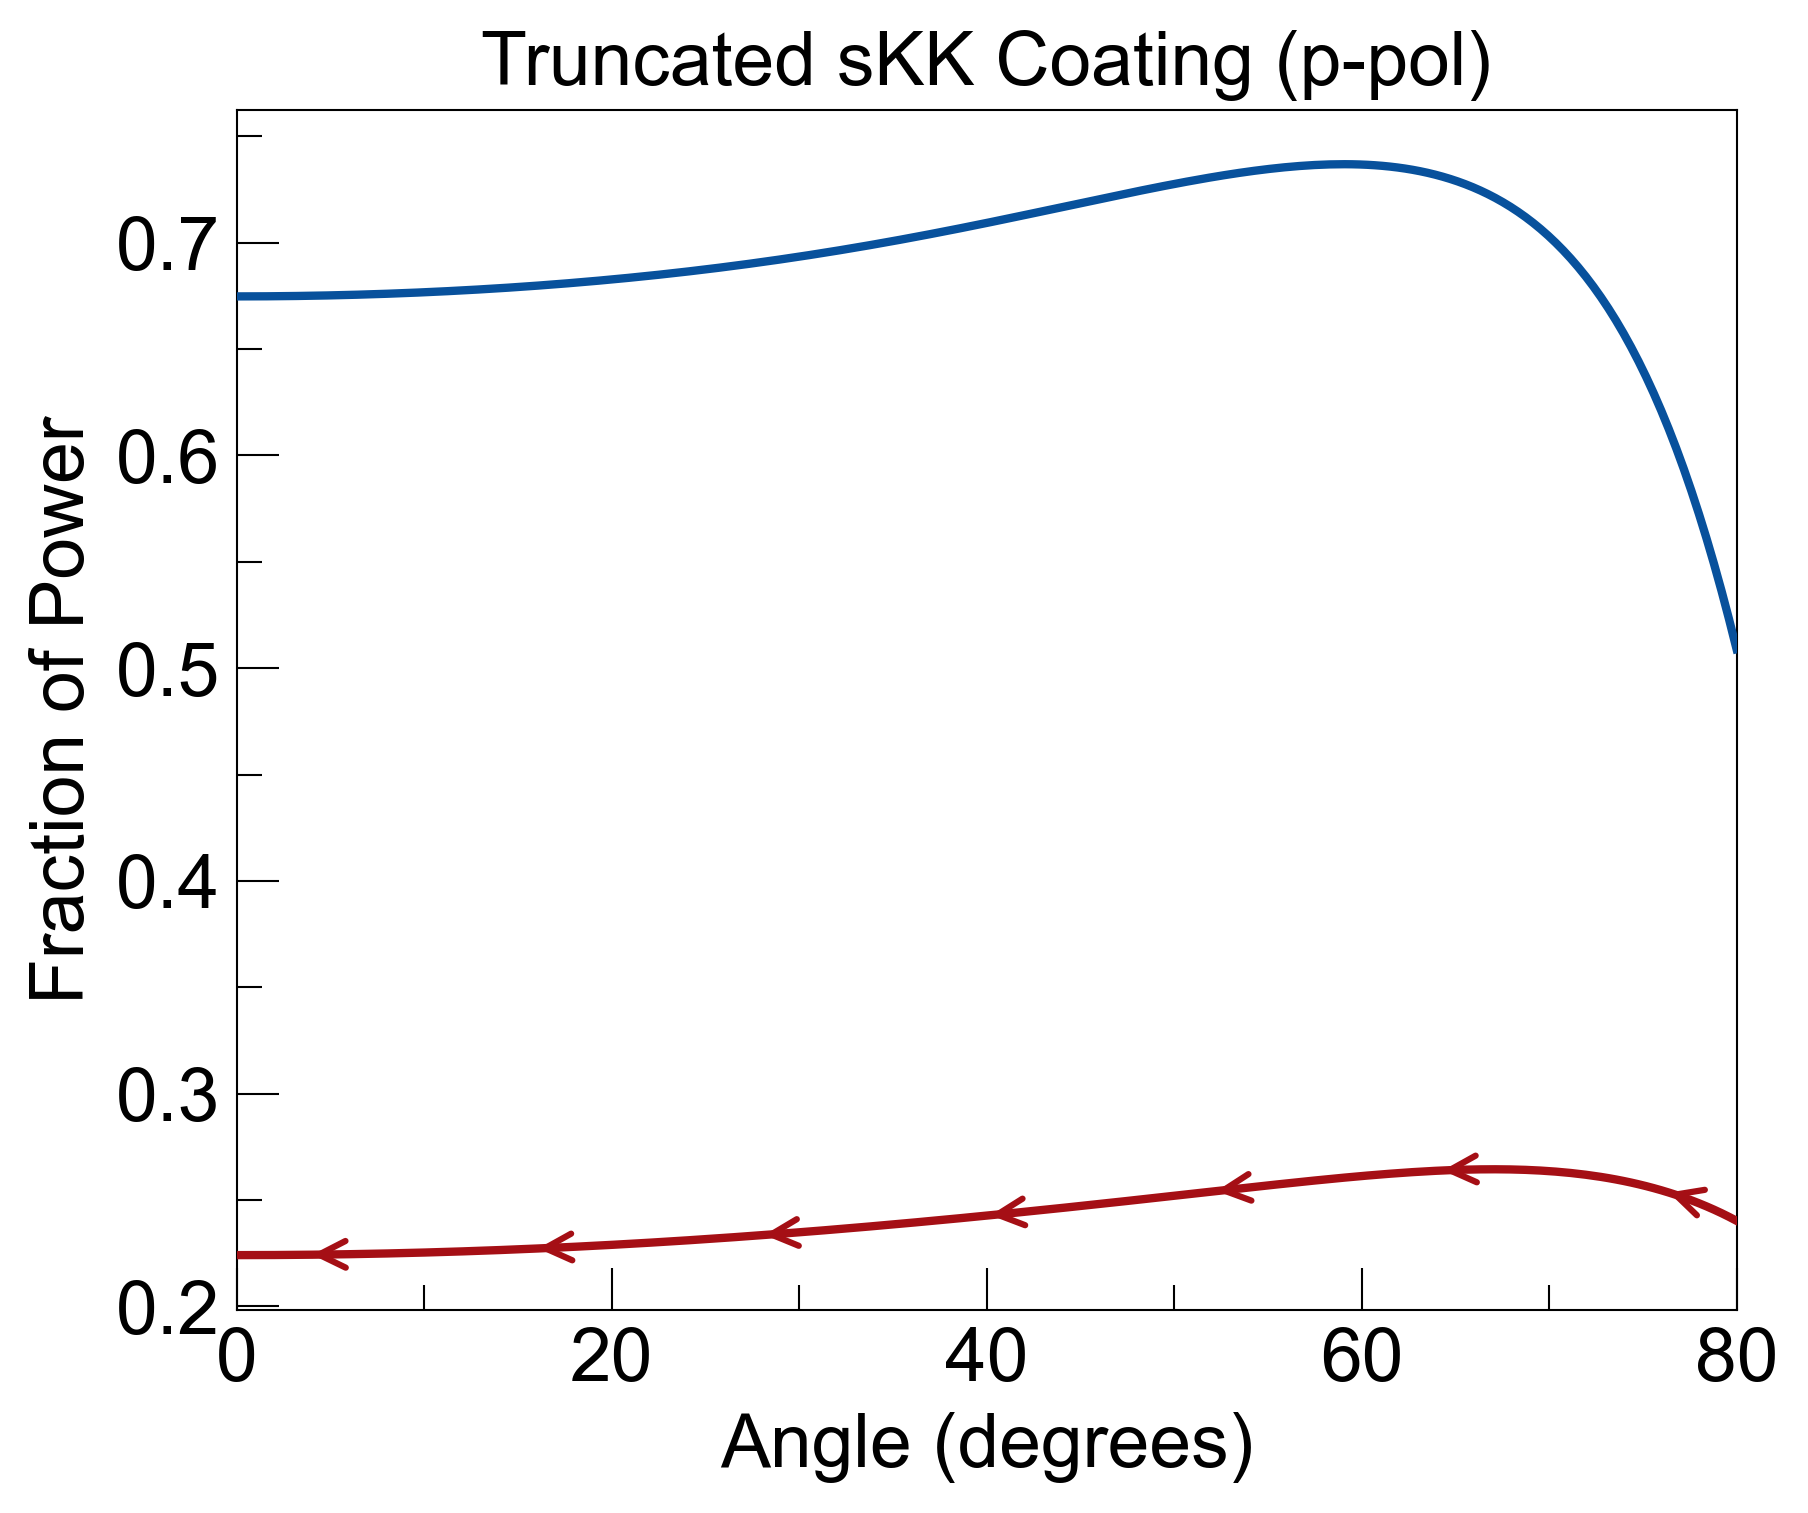 Truncated sKK Coating (p-pol)
Fraction of Power
0.7
0.6
0.5
0.4
0.3
0.2
0 20 40 60 80
Angle (degrees)